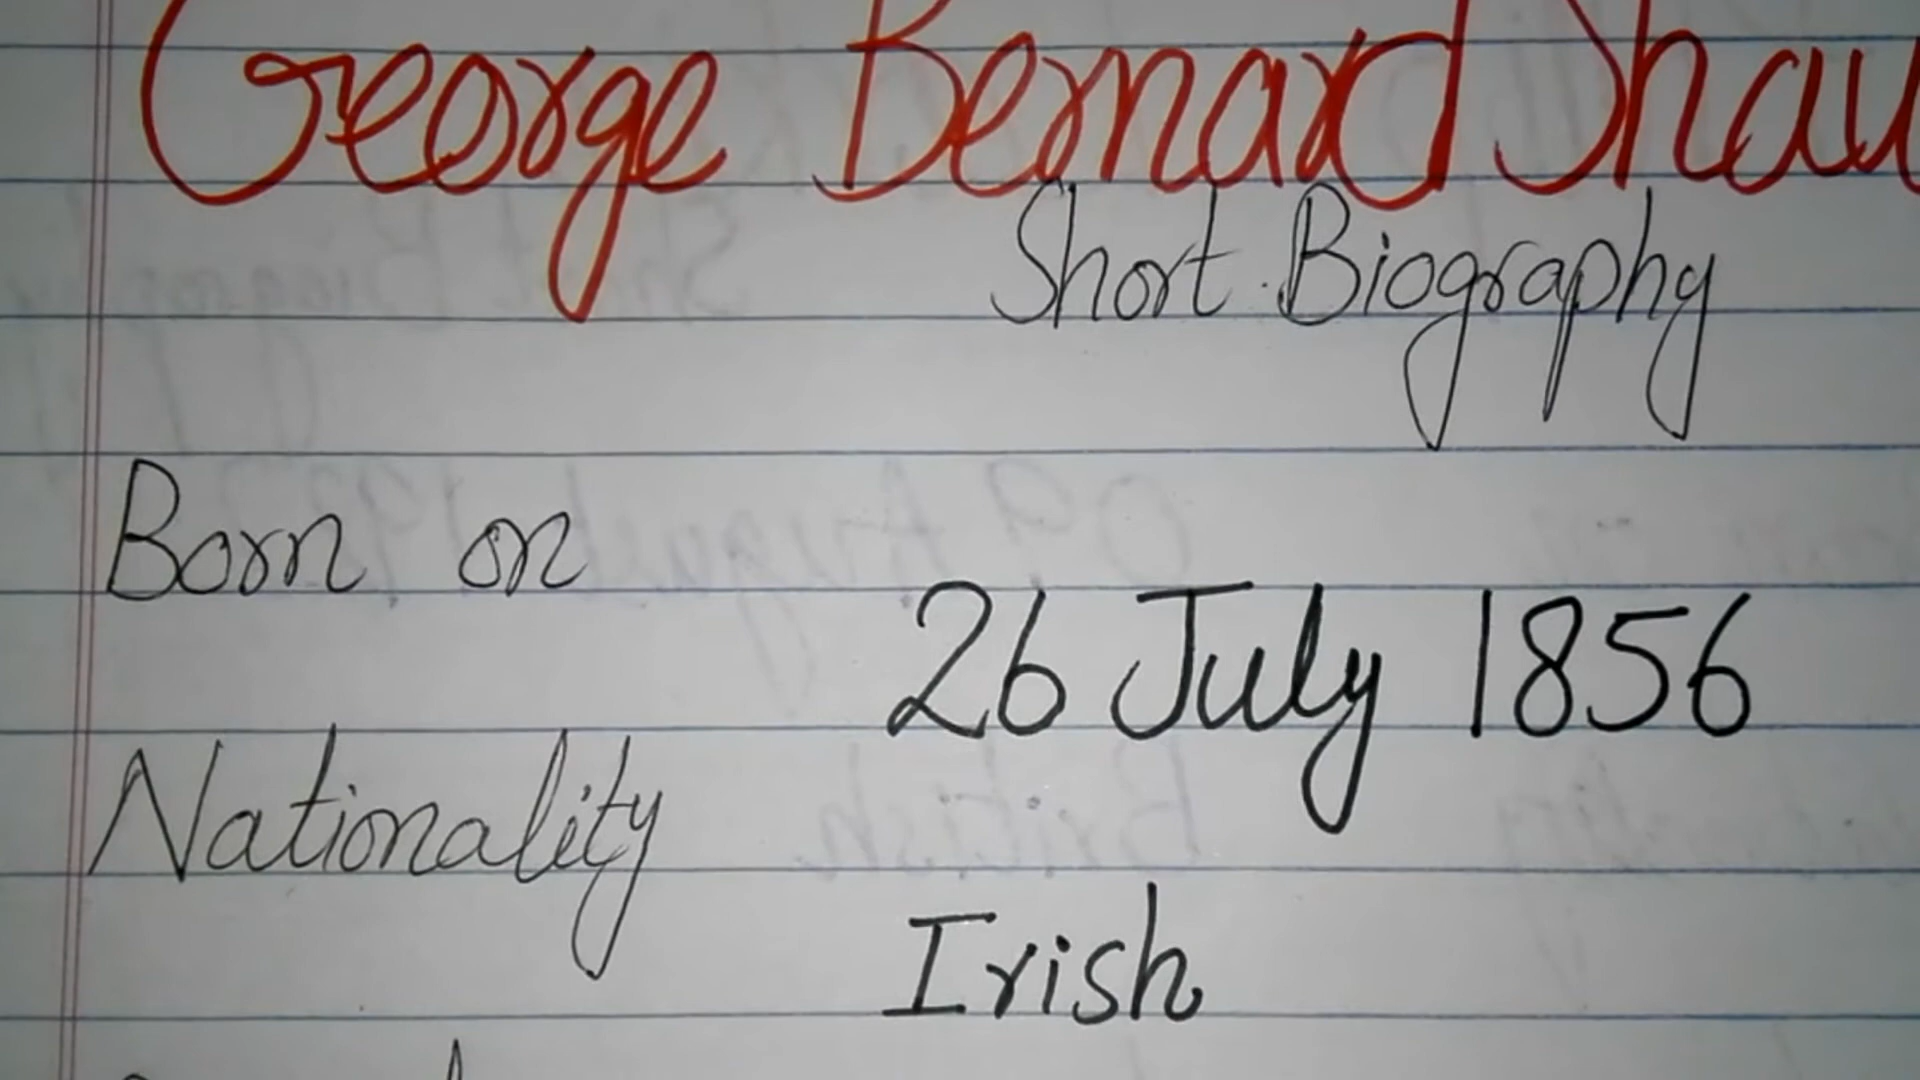 George Bernard Shaw
Short Biography
Born on
26 July 1856
Nationality
Irish